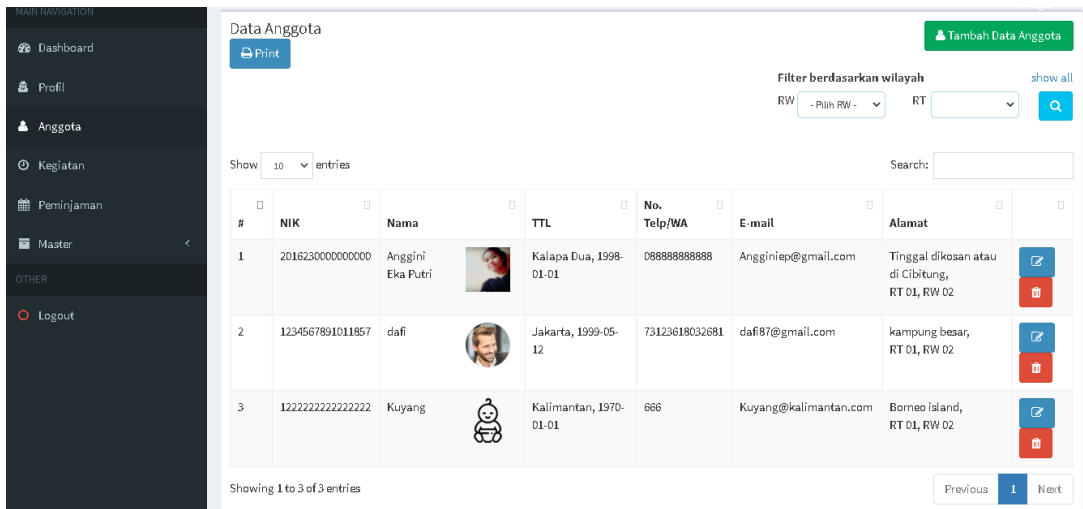 MAIN NAVIGATION
Dashboard
Profil
Anggota
Kegiatan
Peminjaman
Master
OTHER
Logout
Data Anggota
Print
Tambah Data Anggota
Filter berdasarkan wilayah
show all
RW - Pilih RW - RT
Show 10 entries
Search:
# NIK Nama TTL No. Telp/WA E-mail Alamat
1 2016230000000000 Anggini Eka Putri Kalapa Dua, 1998-01-01 088888888888 Angginiep@gmail.com Tinggal dikosan atau di Cibitung, RT 01, RW 02
2 1234567891011857 dafi Jakarta, 1999-05-12 73123618032681 dafi87@gmail.com kampung besar, RT 01, RW 02
3 1222222222222222 Kuyang Kalimantan, 1970-01-01 666 Kuyang@kalimantan.com Borneo island, RT 01, RW 02
Showing 1 to 3 of 3 entries
Previous 1 Next